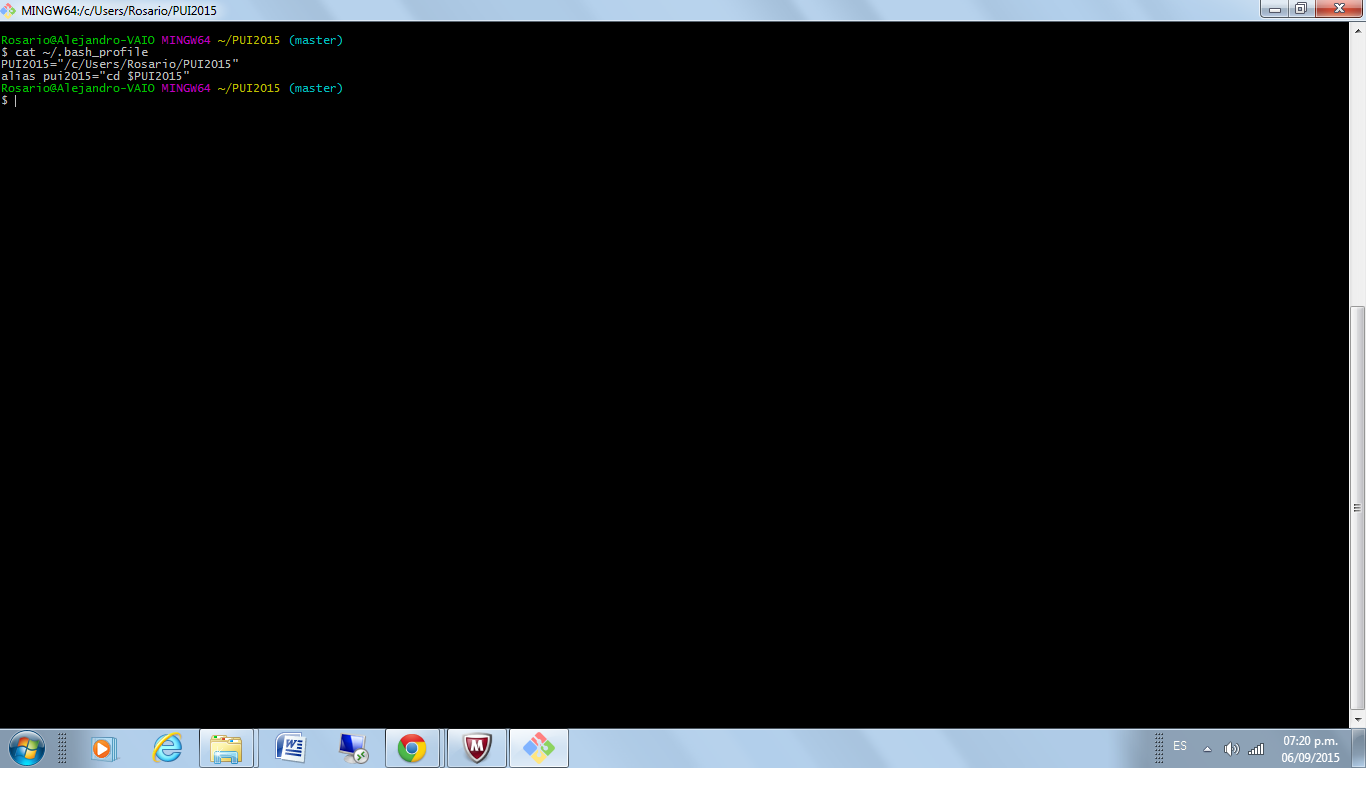 MINGW64:/c/Users/Rosario/PUI2015
Rosario@Alejandro-VAIO MINGW64 ~/PUI2015 (master)
$ cat ~/.bash_profile
PUI2015="/c/Users/Rosario/PUI2015"
alias pui2015="cd $PUI2015"
Rosario@Alejandro-VAIO MINGW64 ~/PUI2015 (master)
$
ES
07:20 p.m.
06/09/2015